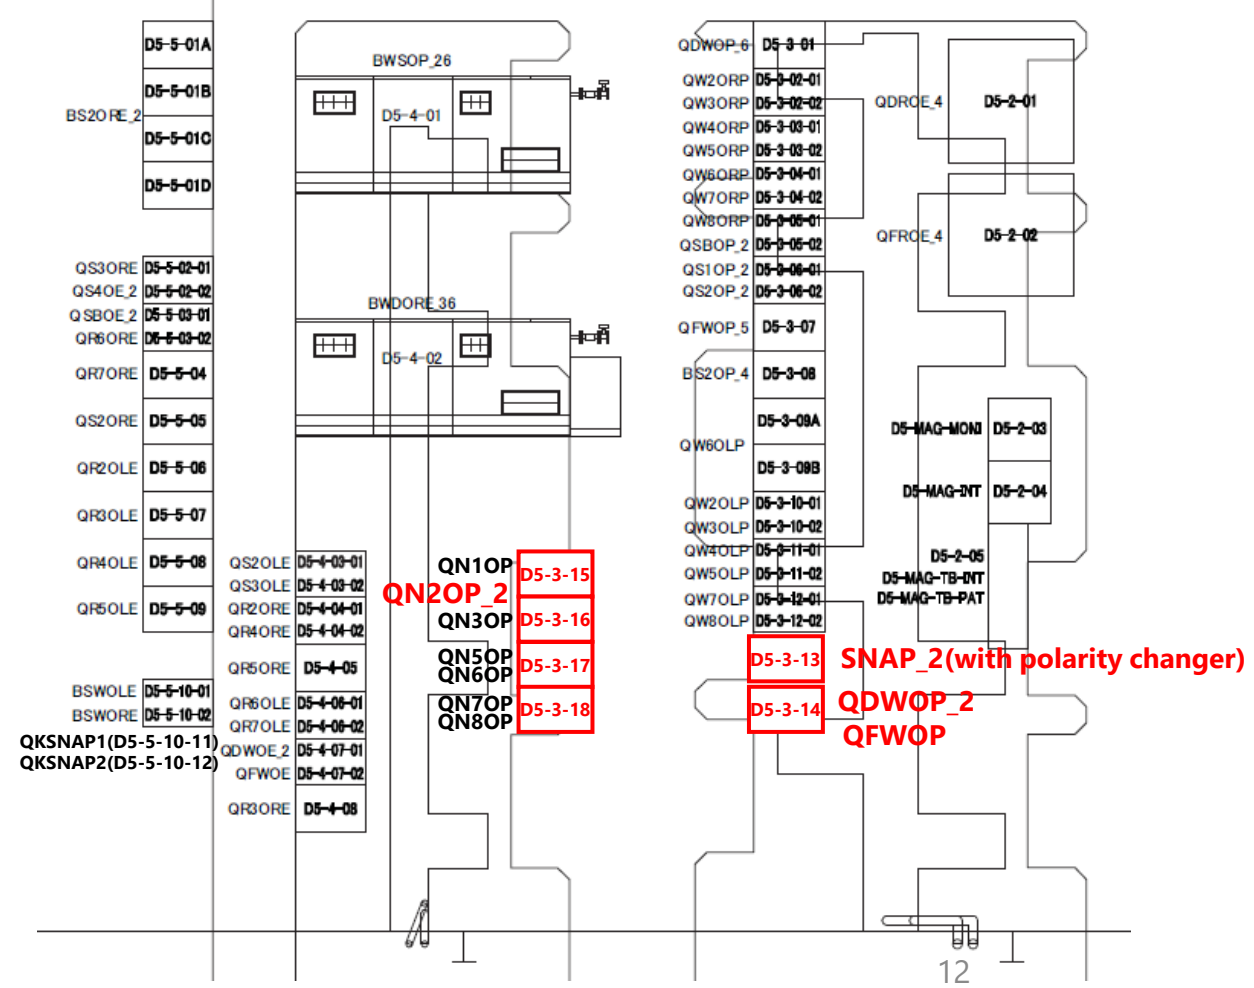 D5-5-01A
D5-5-01B
BS2ORE_2
D5-5-01C
D5-5-01D
QS3ORE D5-5-02-01
QS4OE_2 D5-5-02-02
QSBOE_2 D5-5-03-01
QR6ORE D5-5-03-02
QR7ORE D5-5-04
QS2ORE D5-5-05
QR2OLE D5-5-06
QR3OLE D5-5-07
QR4OLE D5-5-08
QR5OLE D5-5-09
BSWOLE D5-5-10-01
BSWORE D5-5-10-02
QKSNAP1(D5-5-10-11)
QKSNAP2(D5-5-10-12)
BWSOP_26
D5-4-01
BWDORE_36
D5-4-02
QS2OLE D5-4-03-01
QS3OLE D5-4-03-02
QR2ORE D5-4-04-01
QR4ORE D5-4-04-02
QR5ORE D5-4-05
QR6OLE D5-4-06-01
QR7OLE D5-4-06-02
QDWOE_2 D5-4-07-01
QFWOE D5-4-07-02
QR3ORE D5-4-08
QN1OP D5-3-15
QN2OP_2
QN3OP D5-3-16
QN5OP D5-3-17
QN6OP
QN7OP D5-3-18
QN8OP
QDWOP_6 D5-3-01
QW2ORP D5-3-02-01
QW3ORP D5-3-02-02
QW4ORP D5-3-03-01
QW5ORP D5-3-03-02
QW6ORP D5-3-04-01
QW7ORP D5-3-04-02
QW8ORP D5-3-05-01
QSBOP_2 D5-3-05-02
QS1OP_2 D5-3-06-01
QS2OP_2 D5-3-06-02
QFWOP_5 D5-3-07
BS2OP_4 D5-3-08
D5-3-09A
QW6OLP
D5-3-09B
QW2OLP D5-3-10-01
QW3OLP D5-3-10-02
QW4OLP D5-3-11-01
QW5OLP D5-3-11-02
QW7OLP D5-3-12-01
QW8OLP D5-3-12-02
D5-3-13 SNAP_2(with polarity changer)
D5-3-14 QDWOP_2
QFWOP
QDROE_4 D5-2-01
QFROE_4 D5-2-02
D5-MAG-MONI D5-2-03
D5-MAG-INT D5-2-04
D5-2-05
D5-MAG-TB-INT
D5-MAG-TB-PAT
12